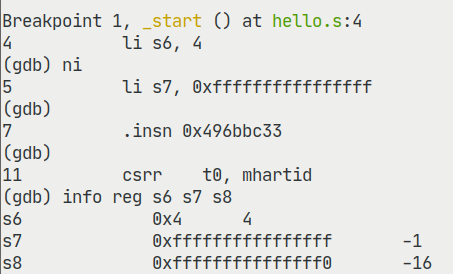 Breakpoint 1, _start () at hello.s:4
4           li s6, 4
(gdb) ni
5           li s7, 0xffffffffffffffff
(gdb)
7           .insn 0x496bbc33
(gdb)
11          csrr    t0, mhartid
(gdb) info reg s6 s7 s8
s6             0x4      4
s7             0xffffffffffffffff       -1
s8             0xfffffffffffffff0       -16